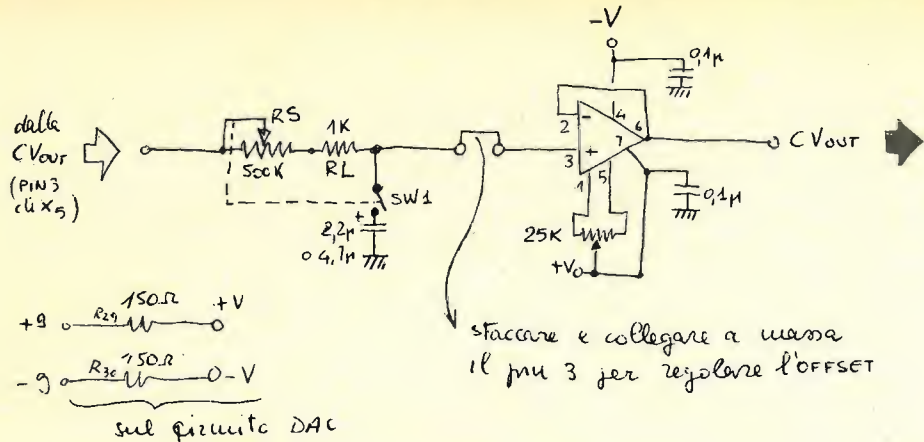 -V
0,1µ
dalla
CVOUT
(PIN3
di X5)
RS
500K
1K
RL
SW1
+
2,2µ
o 4,7µ
2
-
3
+
4
6
7
1
5
CVOUT
0,1µ
25K
+V
+9
R29
150Ω
+V
-9
R30
150Ω
-V
sul circuito DAC
staccare e collegare a massa
il pin 3 per regolare l'OFFSET